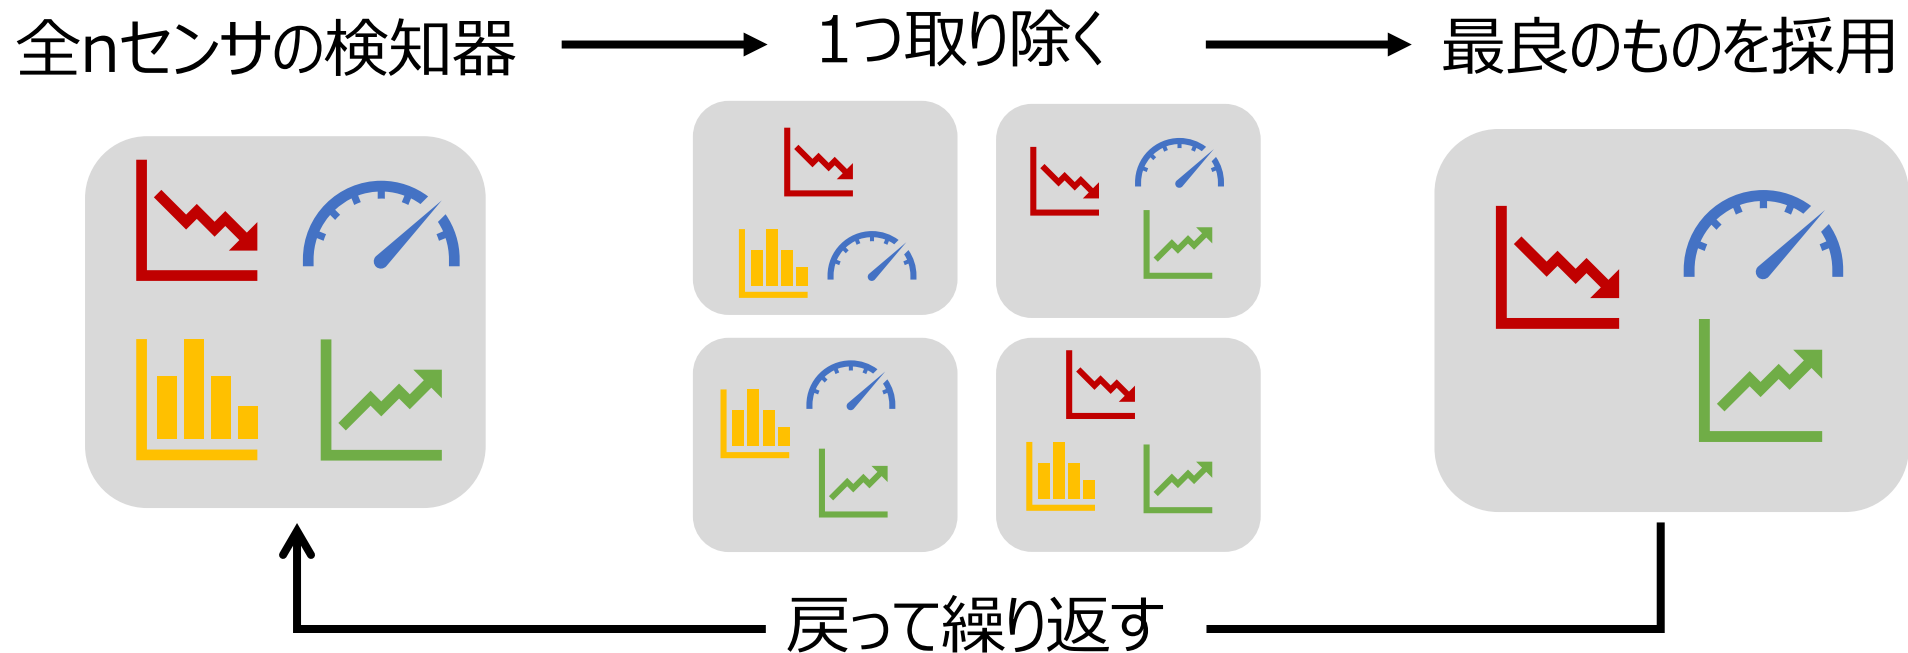 全nセンサの検知器
1つ取り除く
最良のものを採用
戻って繰り返す